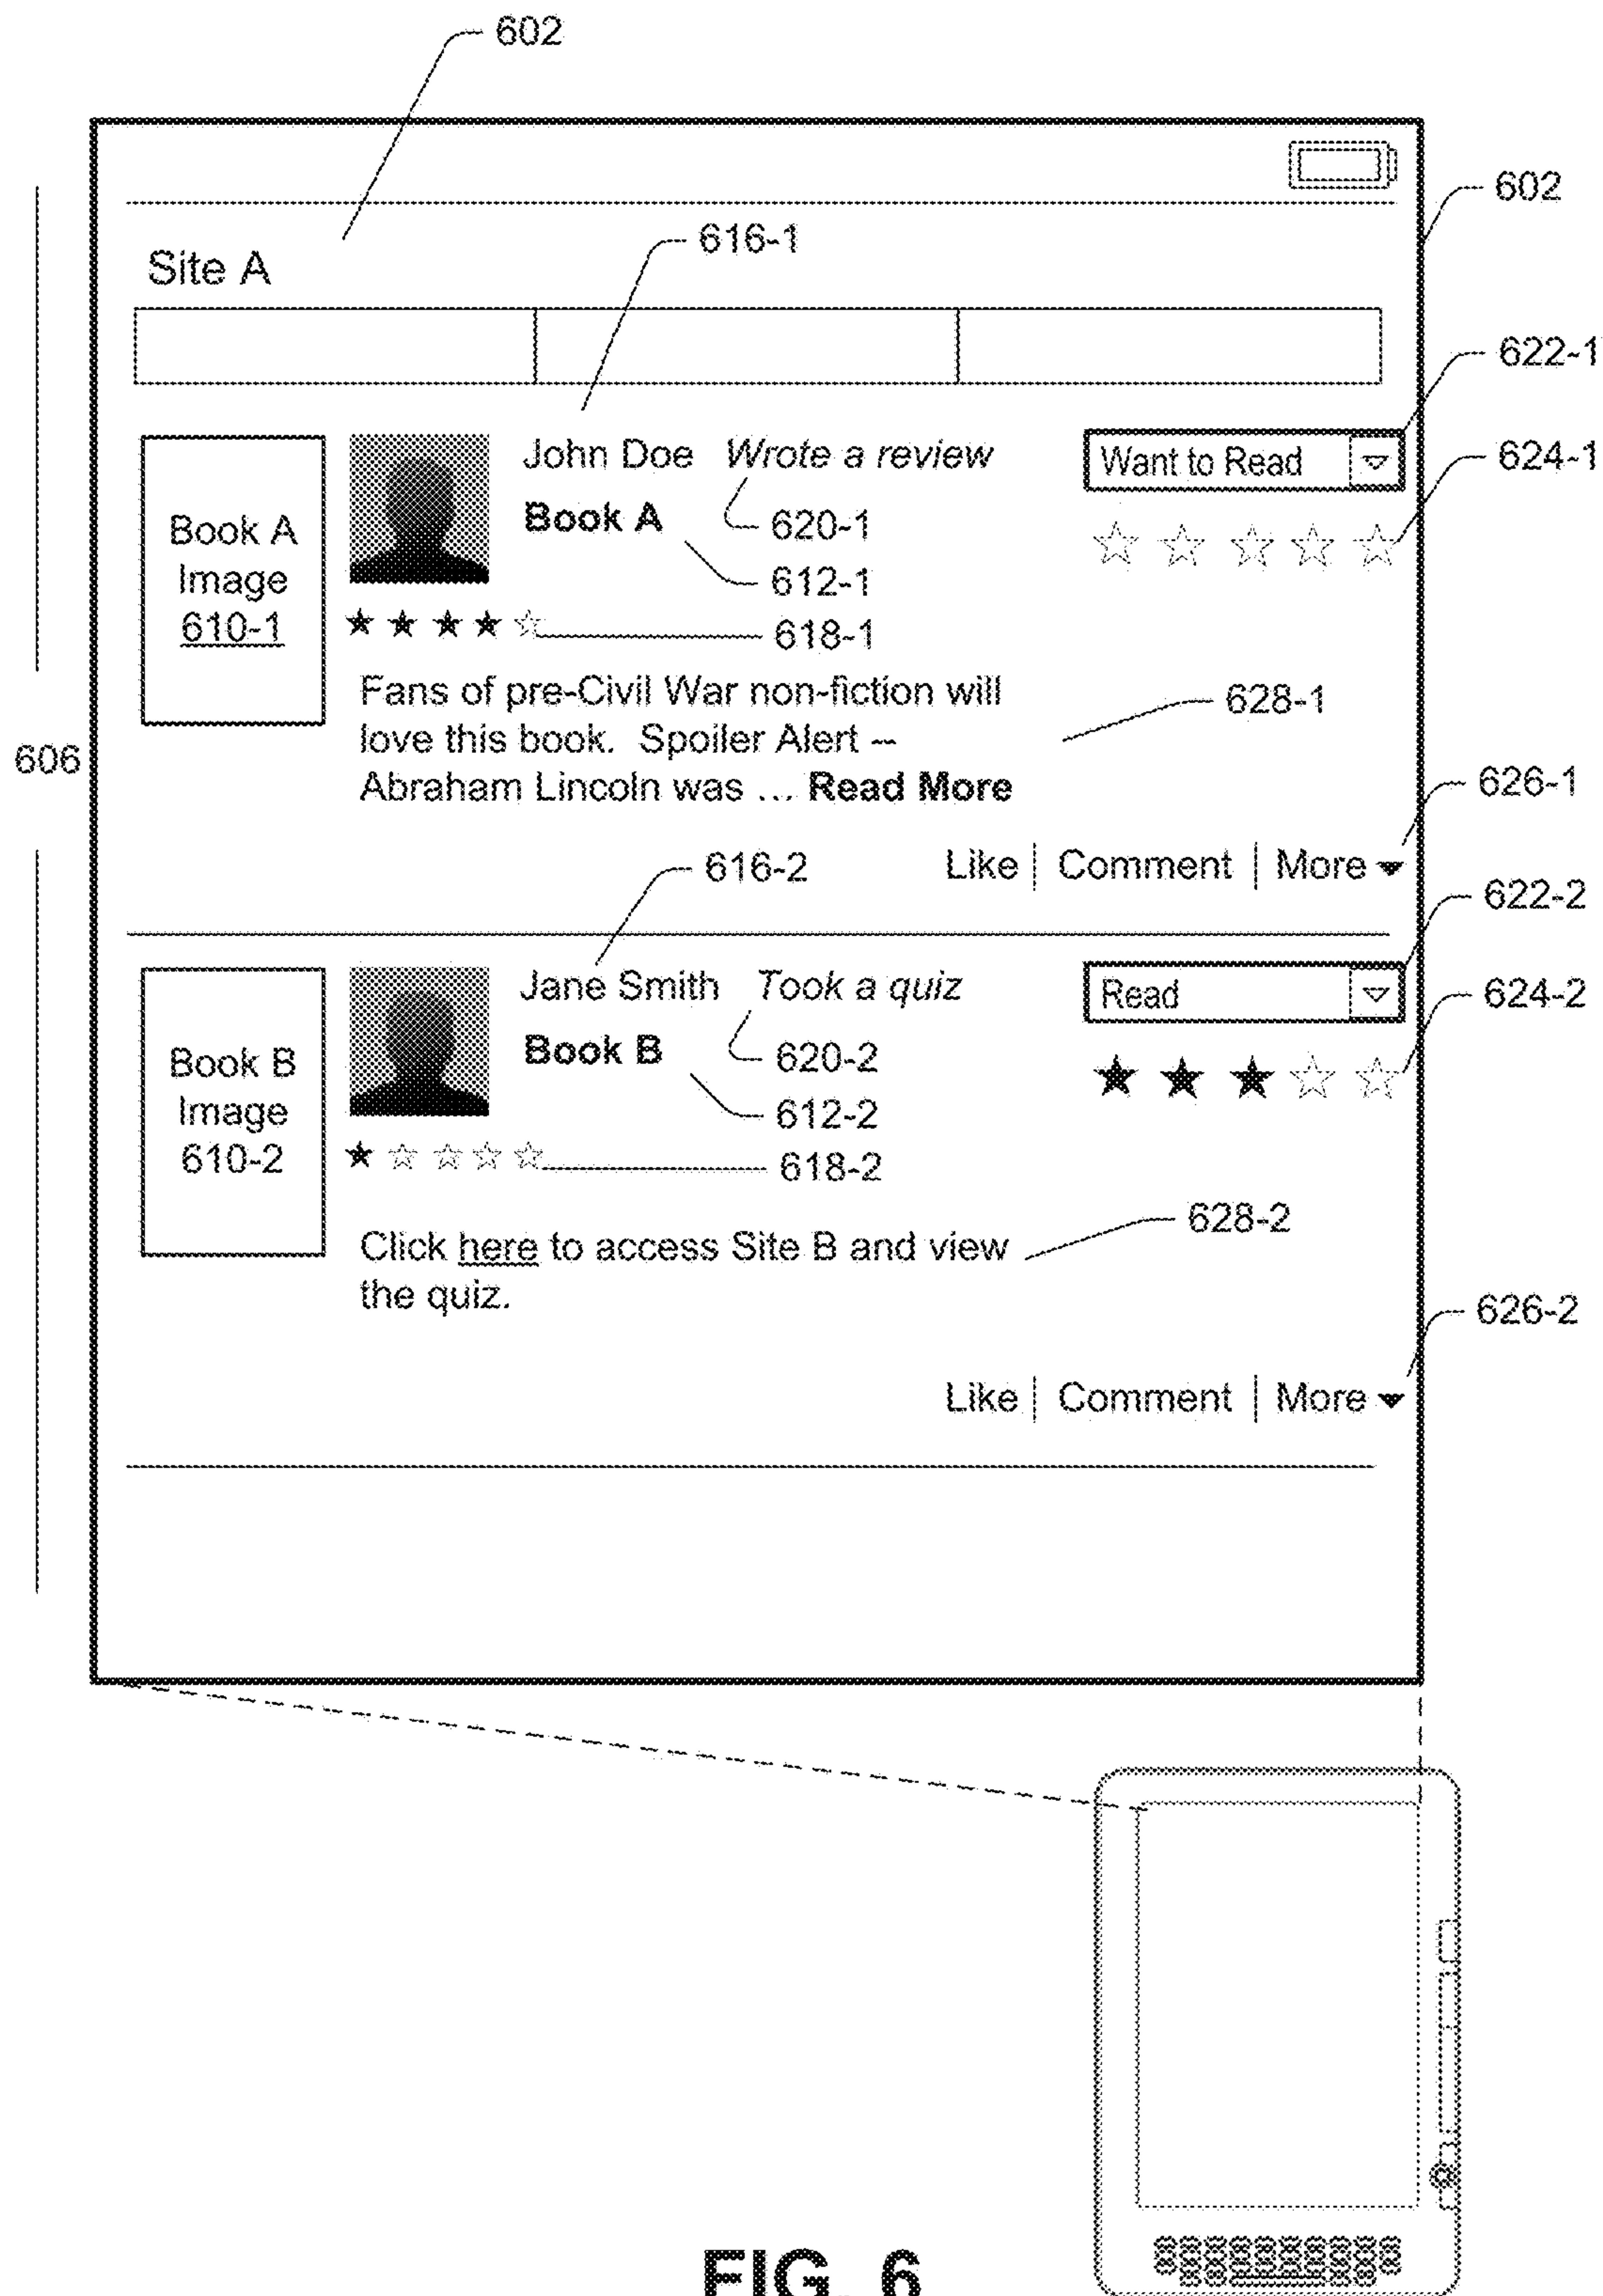 602
602
Site A
616-1
622-1
John Doe Wrote a review
Want to Read
624-1
Book A
620-1
612-1
Book A
Image
610-1
618-1
Fans of pre-Civil War non-fiction will
love this book. Spoiler Alert --
Abraham Lincoln was ... Read More
628-1
606
626-1
Like | Comment | More
616-2
622-2
Jane Smith Took a quiz
Read
624-2
Book B
620-2
612-2
Book B
Image
610-2
618-2
628-2
Click here to access Site B and view
the quiz.
626-2
Like | Comment | More
FIG. 6